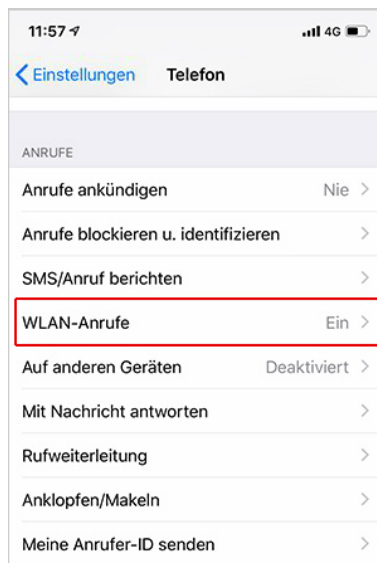 11:57 4G
Einstellungen Telefon
ANRUFE
Anrufe ankündigen Nie
Anrufe blockieren u. identifizieren
SMS/Anruf berichten
WLAN-Anrufe Ein
Auf anderen Geräten Deaktiviert
Mit Nachricht antworten
Rufweiterleitung
Anklopfen/Makeln
Meine Anrufer-ID senden